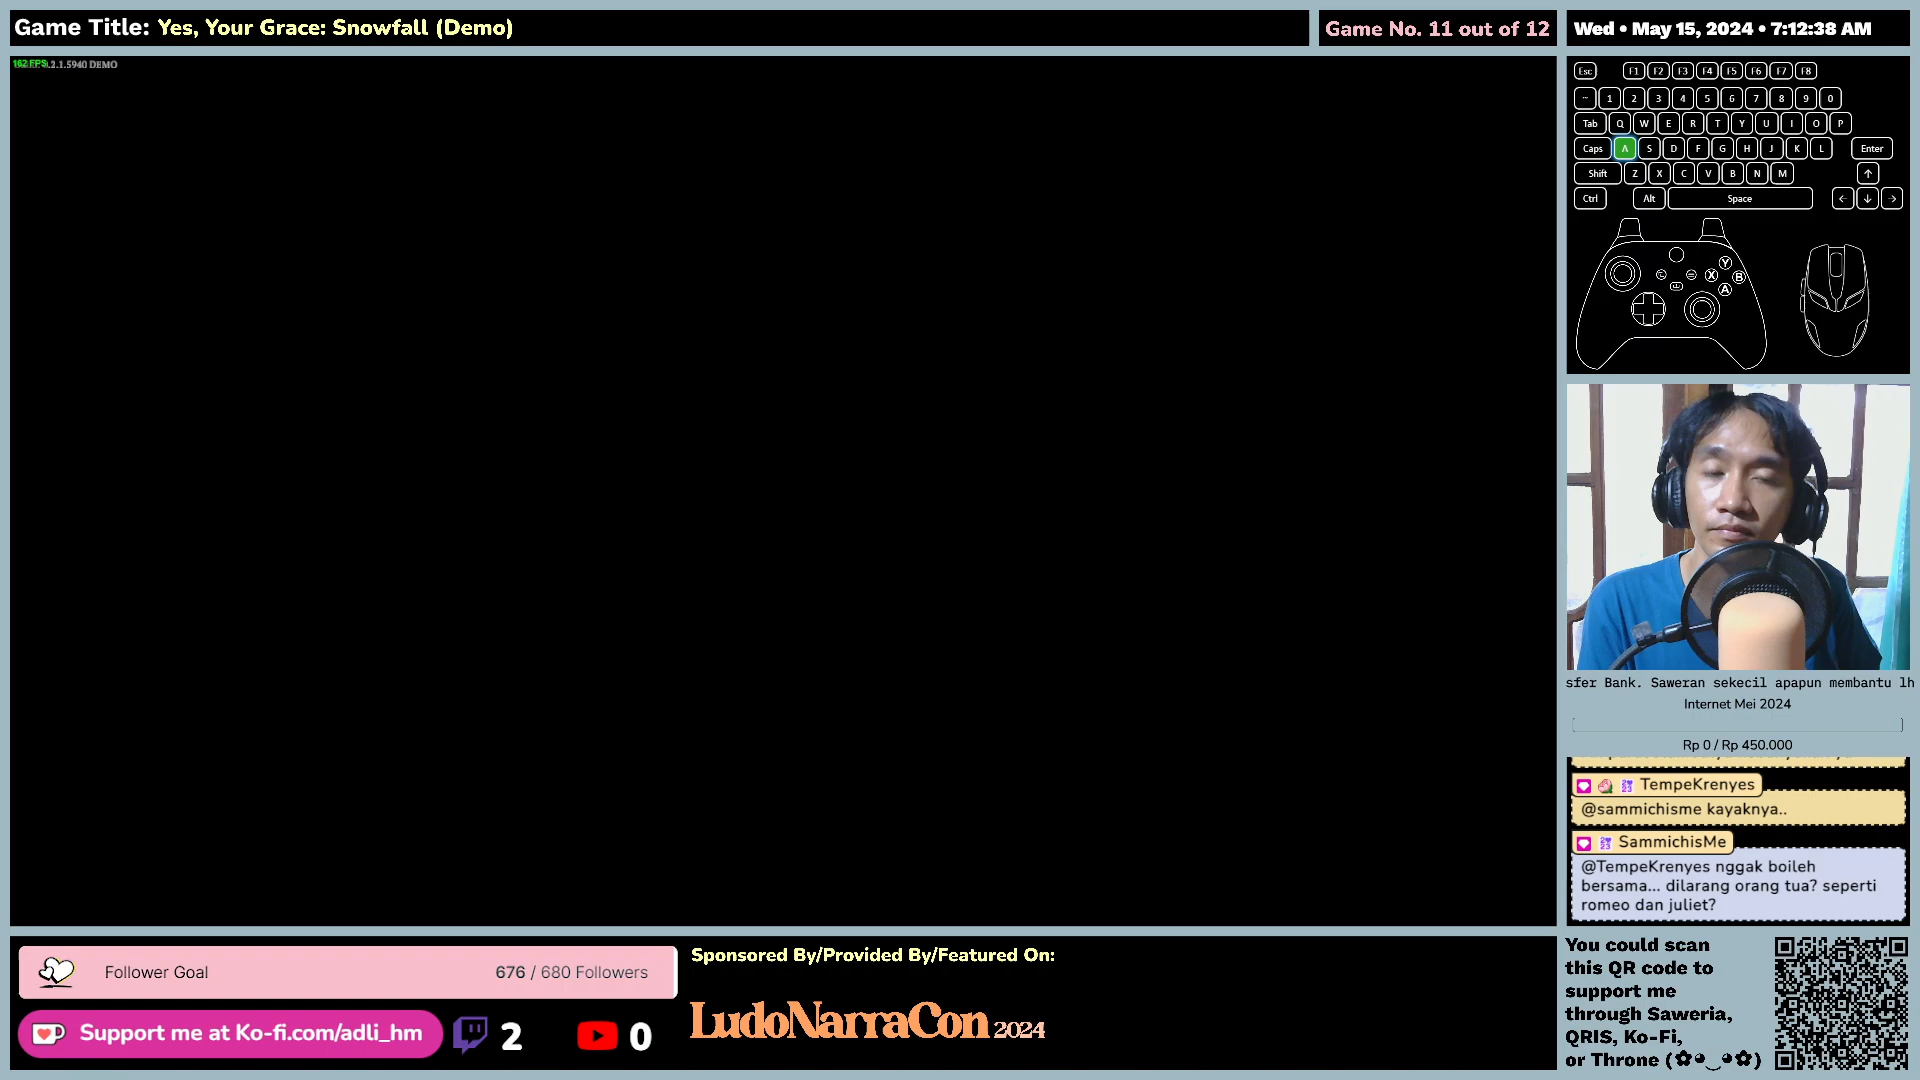 Game Title: Yes, Your Grace: Snowfall (Demo)
Game No. 11 out of 12
Wed • May 15, 2024 • 7:12:38 AM
162 FPS
.2.1.5940 DEMO
Esc F1 F2 F3 F4 F5 F6 F7 F8
~ 1 2 3 4 5 6 7 8 9 0
Tab Q W E R T Y U I O P
Caps A S D F G H J K L Enter
Shift Z X C V B N M ↑
Ctrl Alt Space ← ↓ →
Y
X B
A
sfer Bank. Saweran sekecil apapun membantu lh
Internet Mei 2024
Rp 0 / Rp 450.000
TempeKrenyes
@sammichisme kayaknya..
SammichisMe
@TempeKrenyes nggak boileh
bersama... dilarang orang tua? seperti
romeo dan juliet?
Follower Goal 676 / 680 Followers
Support me at Ko-fi.com/adli_hm
2
0
Sponsored By/Provided By/Featured On:
LudoNarraCon 2024
You could scan
this QR code to
support me
through Saweria,
QRIS, Ko-Fi,
or Throne (✿◕‿◕✿)